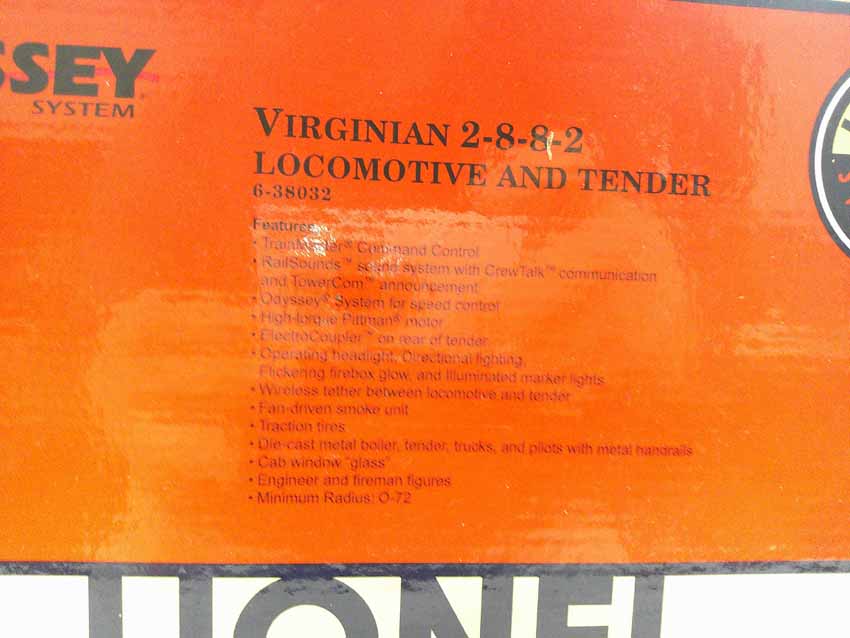 SSEY
SYSTEM
VIRGINIAN 2-8-8-2
LOCOMOTIVE AND TENDER
6-38032
Features:
• TrainMaster® Command Control
• RailSounds™ sound system with CrewTalk™ communication
and TowerCom™ announcement
• Odyssey® System for speed control
• High-torque Pittman® motor
• ElectroCoupler™ on rear of tender
• Operating headlight, Directional lighting,
Flickering firebox glow, and Illuminated marker lights
• Wireless tether between locomotive and tender
• Fan-driven smoke unit
• Traction tires
• Die-cast metal boiler, tender, trucks, and pilots with metal handrails
• Cab window "glass"
• Engineer and fireman figures
• Minimum Radius: O-72
LIONEL